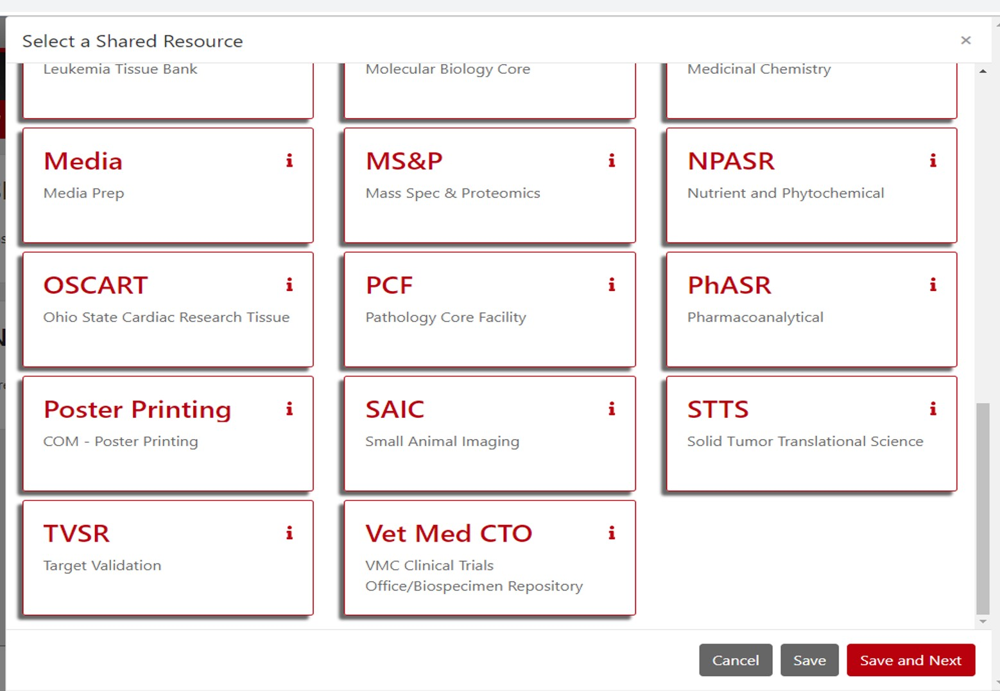 Select a Shared Resource
×
Leukemia Tissue Bank
Molecular Biology Core
Medicinal Chemistry
Media
Media Prep
MS&P
Mass Spec & Proteomics
NPASR
Nutrient and Phytochemical
OSCART
Ohio State Cardiac Research Tissue
PCF
Pathology Core Facility
PhASR
Pharmacoanalytical
Poster Printing
COM - Poster Printing
SAIC
Small Animal Imaging
STTS
Solid Tumor Translational Science
TVSR
Target Validation
Vet Med CTO
VMC Clinical Trials
Office/Biospecimen Repository
Cancel
Save
Save and Next